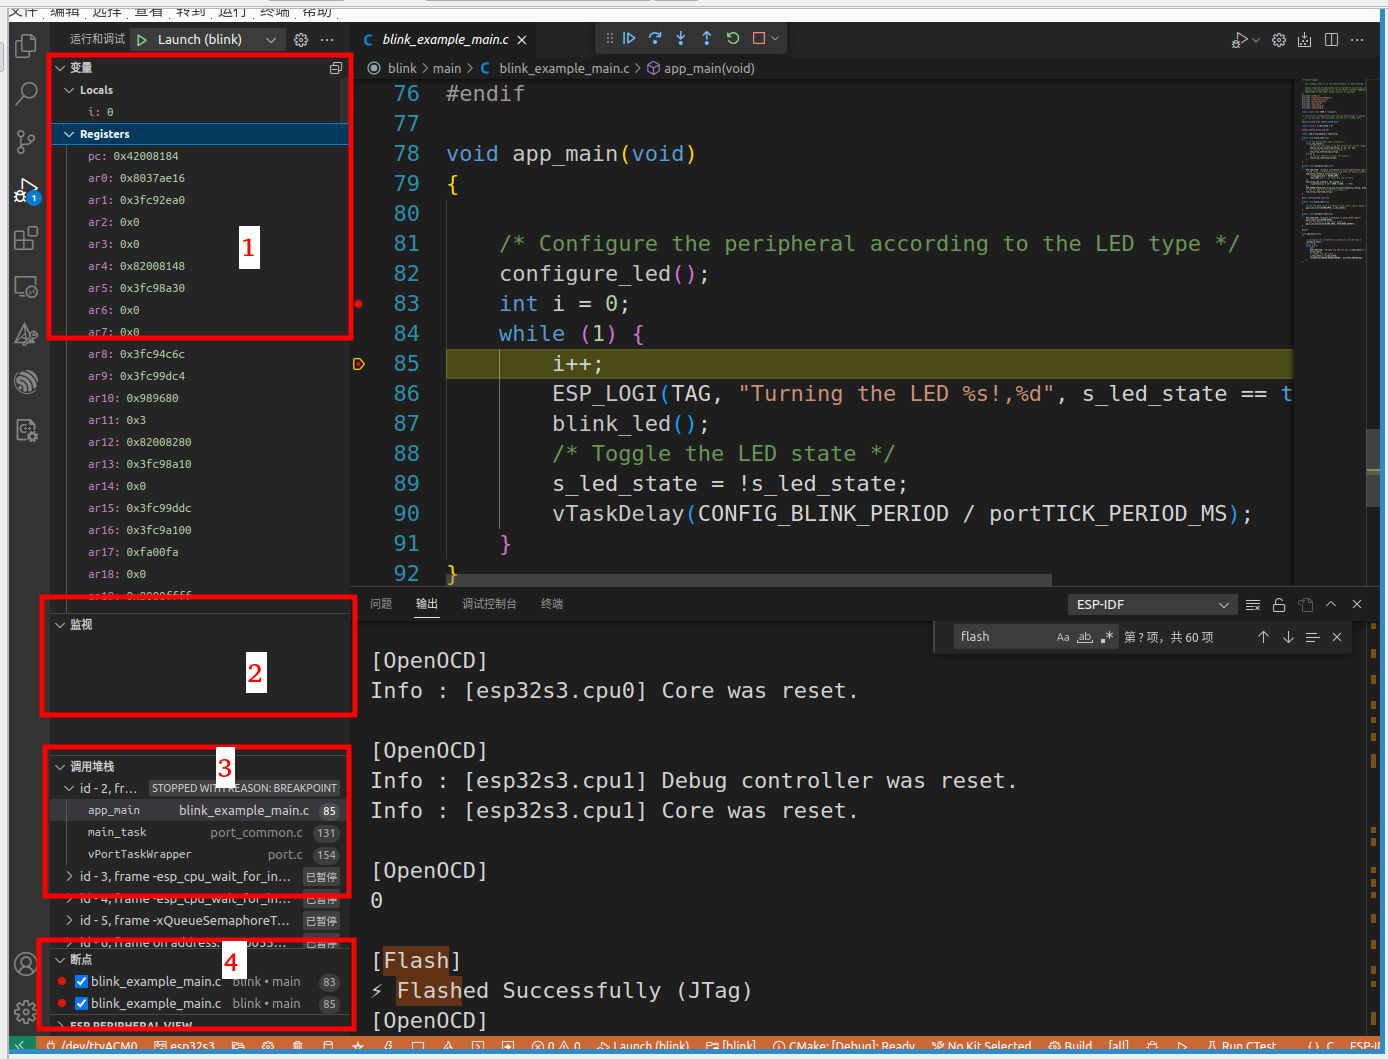 文件 编辑 选择 查看 转到 运行 终端 帮助
运行和调试 Launch (blink)
变量
Locals
i: 0
Registers
pc: 0x42008184
ar0: 0x8037ae16
ar1: 0x3fc92ea0
ar2: 0x0
ar3: 0x0
ar4: 0x82008148
ar5: 0x3fc98a30
ar6: 0x0
ar7: 0x0
ar8: 0x3fc94c6c
ar9: 0x3fc99dc4
ar10: 0x989680
ar11: 0x3
ar12: 0x82008280
ar13: 0x3fc98a10
ar14: 0x0
ar15: 0x3fc99ddc
ar16: 0x3fc9a100
ar17: 0xfa00fa
ar18: 0x0
1
监视
2
调用堆栈
3
id - 2, fr... STOPPED WITH REASON: BREAKPOINT
app_main blink_example_main.c 85
main_task port_common.c 131
vPortTaskWrapper port.c 154
id - 3, frame -esp_cpu_wait_for_in... 已暂停
id - 4, frame -esp_cpu_wait_for_in... 已暂停
id - 5, frame -xQueueSemaphoreT... 已暂停
断点
4
blink_example_main.c blink • main 83
blink_example_main.c blink • main 85
ESP PERIPHERAL VIEW
1
C blink_example_main.c
blink > main > C blink_example_main.c > app_main(void)
76 #endif
77
78 void app_main(void)
79 {
80
81 /* Configure the peripheral according to the LED type */
82 configure_led();
83 int i = 0;
84 while (1) {
85 i++;
86 ESP_LOGI(TAG, "Turning the LED %s!,%d", s_led_state == t
87 blink_led();
88 /* Toggle the LED state */
89 s_led_state = !s_led_state;
90 vTaskDelay(CONFIG_BLINK_PERIOD / portTICK_PERIOD_MS);
91 }
92 }
问题 输出 调试控制台 终端 ESP-IDF
flash Aa ab .* 第 ? 项，共 60 项
[OpenOCD]
Info : [esp32s3.cpu0] Core was reset.
[OpenOCD]
Info : [esp32s3.cpu1] Debug controller was reset.
Info : [esp32s3.cpu1] Core was reset.
[OpenOCD]
0
[Flash]
⚡ Flashed Successfully (JTag)
[OpenOCD]
/dev/ttyACM0 esp32s3 0 0 Launch (blink) [blink] CMake: [Debug]: Ready No Kit Selected Build [all] Run CTest {} C ESP-I